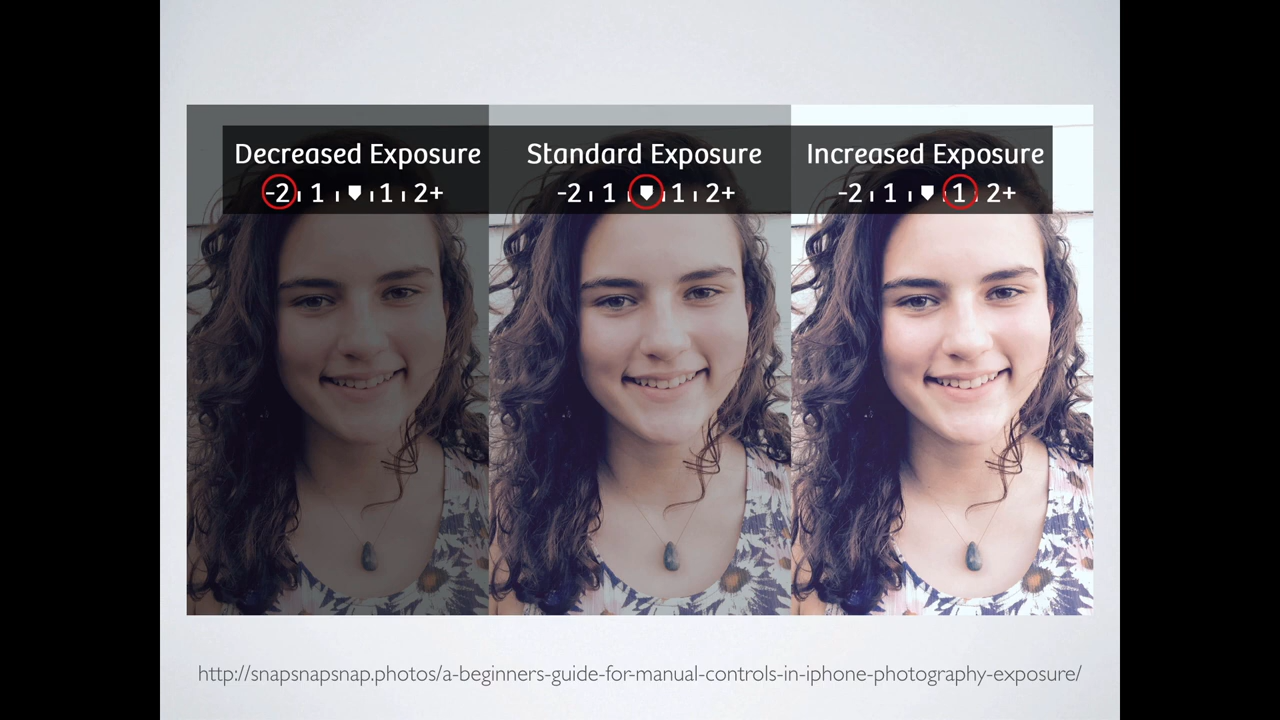 Decreased Exposure Standard Exposure Increased Exposure
-2 1 1 2+ -2 1 1 2+ -2 1 1 2+
http://snapsnapsnap.photos/a-beginners-guide-for-manual-controls-in-iphone-photography-exposure/